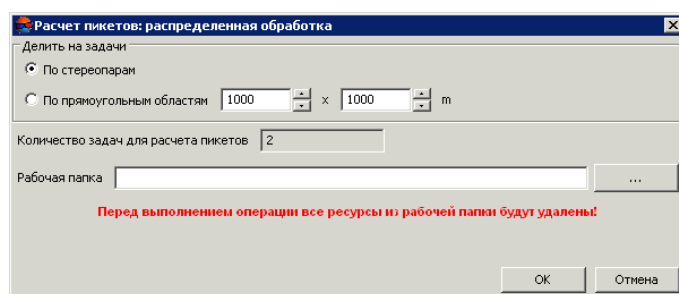 Расчет пикетов: распределенная обработка
Делить на задачи
По стереопарам
По прямоугольным областям 1000 x 1000 m
Количество задач для расчета пикетов 2
Рабочая папка ...
Перед выполнением операции все ресурсы из рабочей папки будут удалены!
OK Отмена